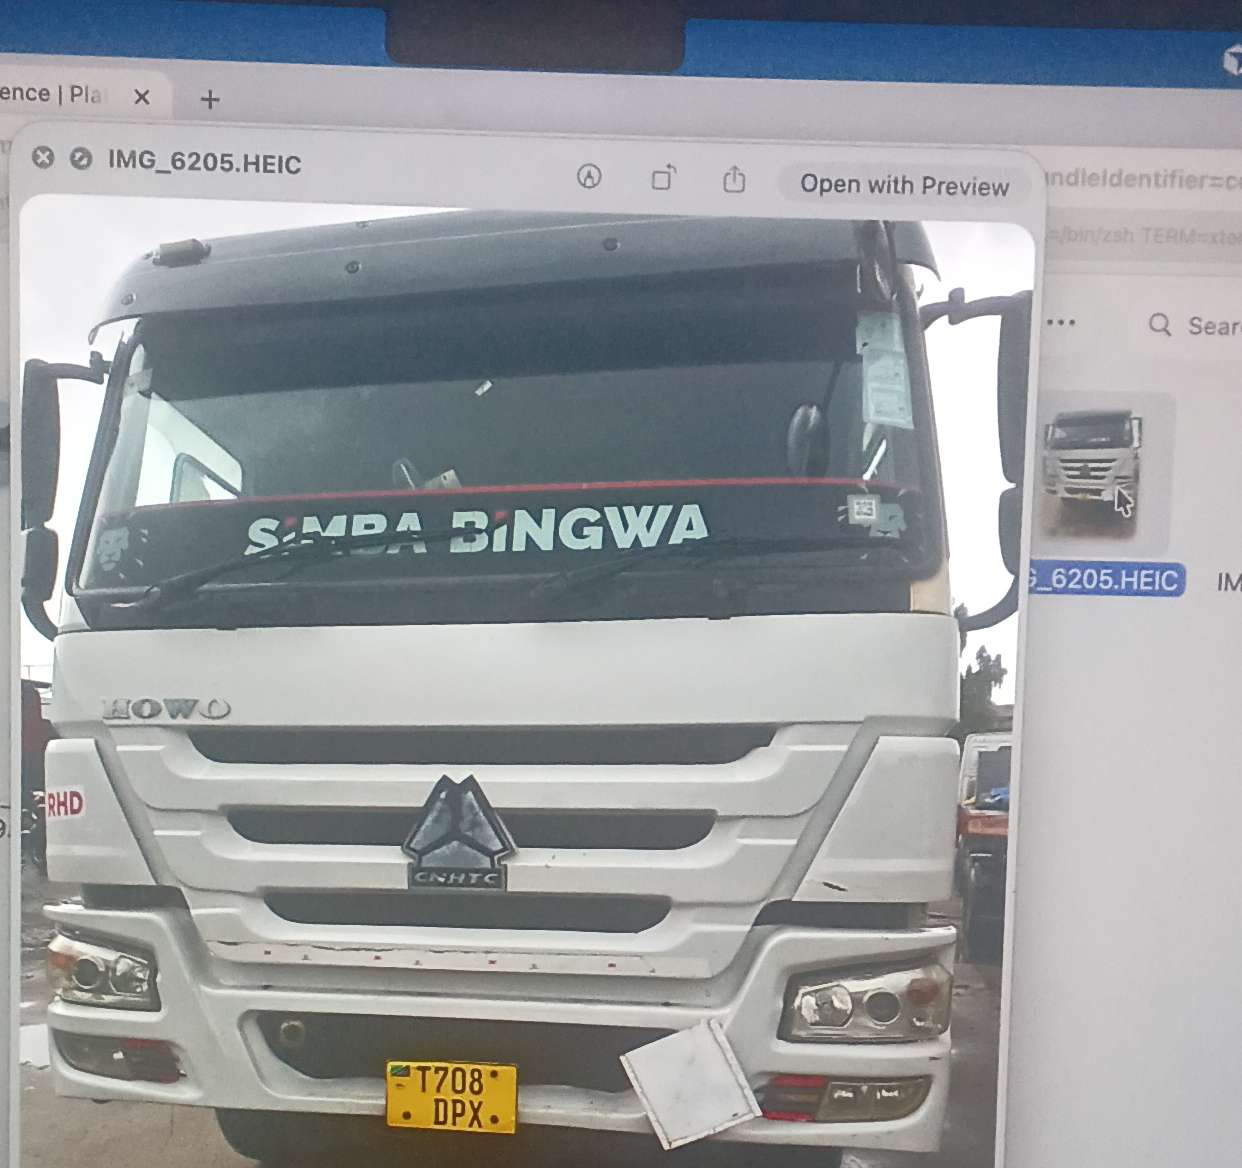 ence | Pla
IMG_6205.HEIC
Open with Preview
ndleIdentifier=c
=/bin/zsh TERM=xte
Sear
SiMBA BiNGWA
_6205.HEIC
IM
HOWO
RHD
CNHTC
T708
DPX